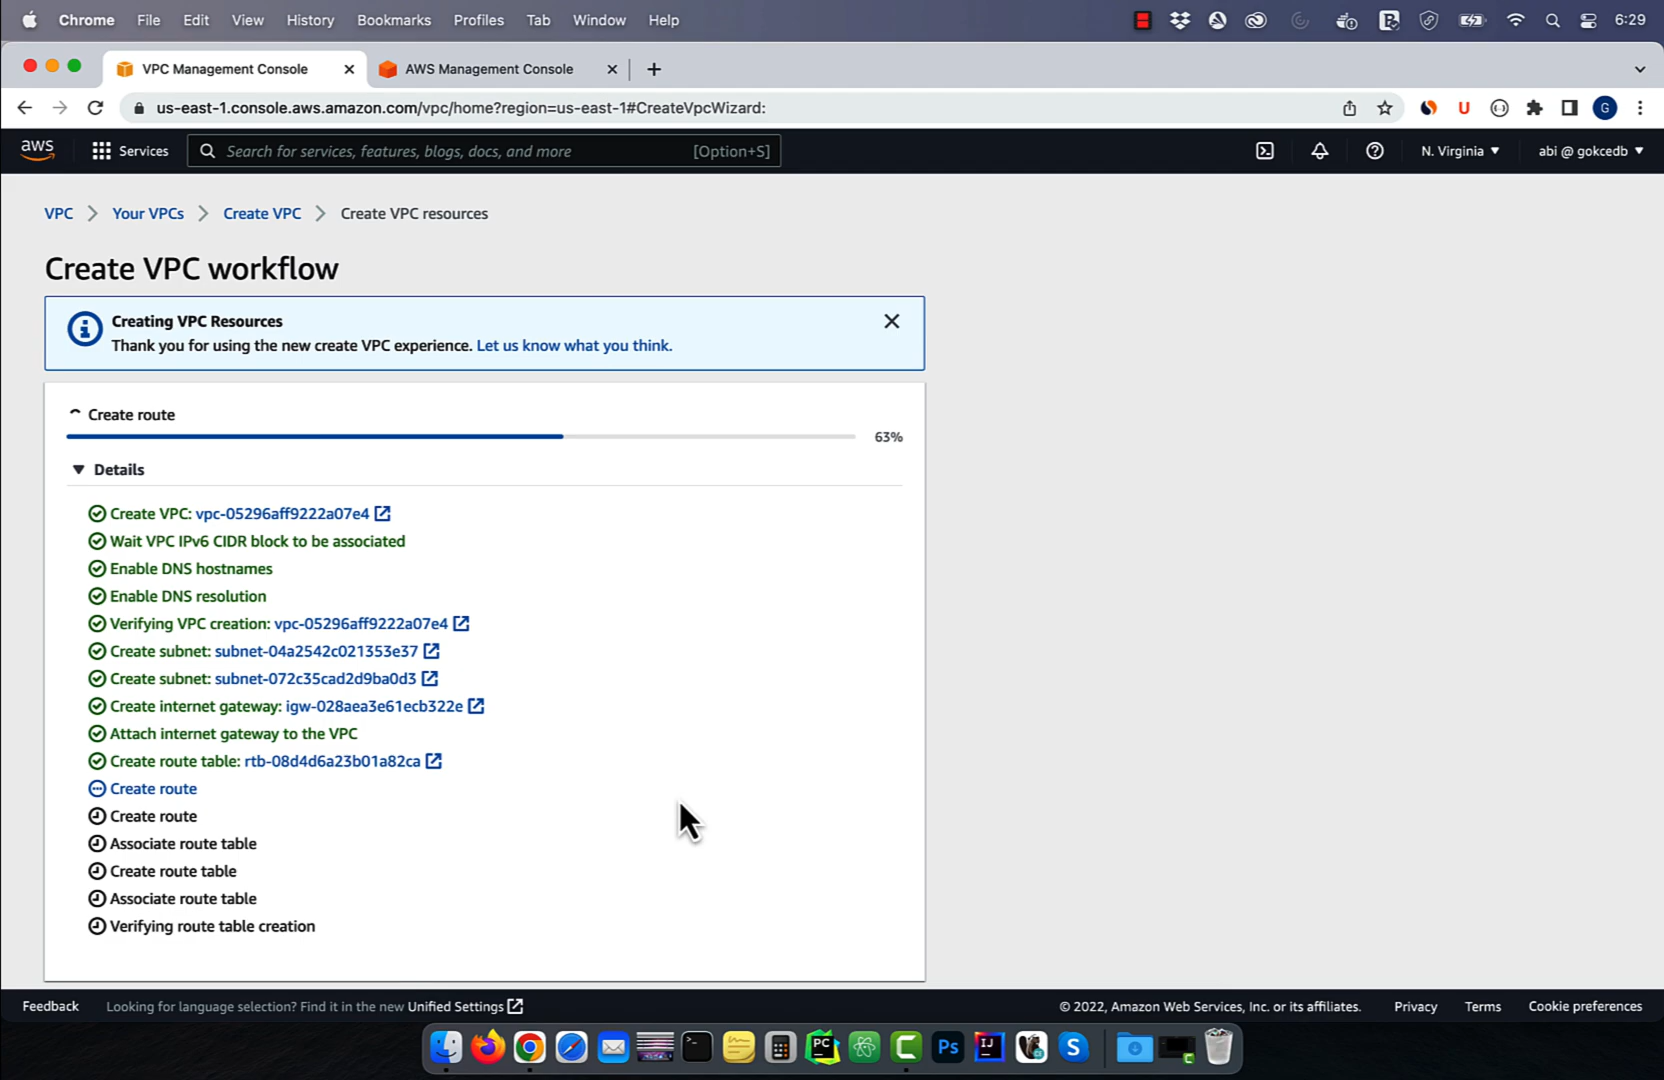 Chrome File Edit View History Bookmarks Profiles Tab Window Help 6:29
VPC Management Console AWS Management Console
us-east-1.console.aws.amazon.com/vpc/home?region=us-east-1#CreateVpcWizard: U G
aws Services Search for services, features, blogs, docs, and more [Option+S] N. Virginia abi @ gokcedb
VPC Your VPCs Create VPC Create VPC resources
Create VPC workflow
Creating VPC Resources
Thank you for using the new create VPC experience. Let us know what you think.
Create route
63%
Details
Create VPC: vpc-05296aff9222a07e4
Wait VPC IPv6 CIDR block to be associated
Enable DNS hostnames
Enable DNS resolution
Verifying VPC creation: vpc-05296aff9222a07e4
Create subnet: subnet-04a2542c021353e37
Create subnet: subnet-072c35cad2d9ba0d3
Create internet gateway: igw-028aea3e61ecb322e
Attach internet gateway to the VPC
Create route table: rtb-08d4d6a23b01a82ca
Create route
Create route
Associate route table
Create route table
Associate route table
Verifying route table creation
Feedback Looking for language selection? Find it in the new Unified Settings © 2022, Amazon Web Services, Inc. or its affiliates. Privacy Terms Cookie preferences
PC C Ps IJ S